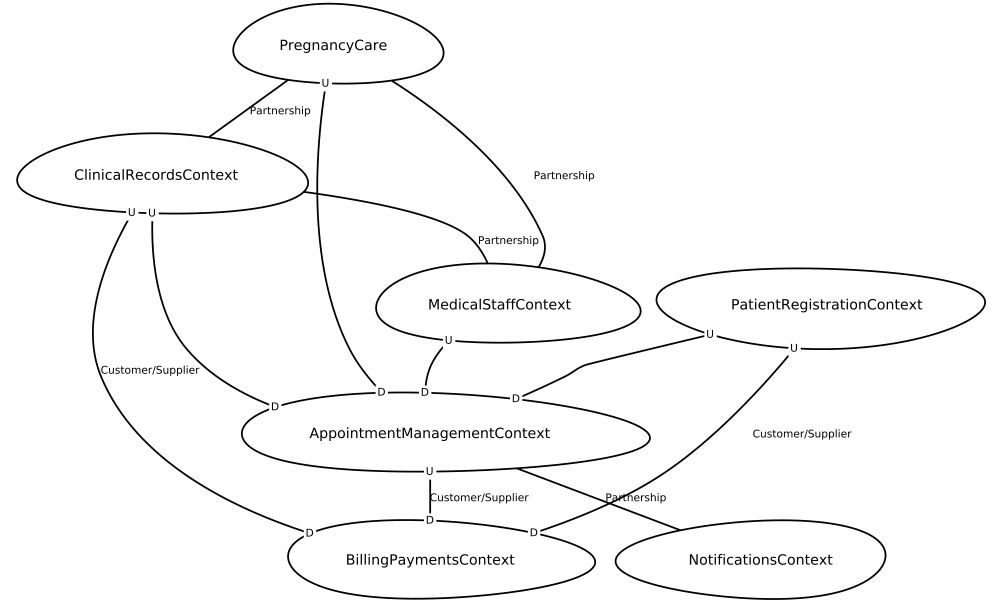 PregnancyCare
U
Partnership
ClinicalRecordsContext
Partnership
U U
Partnership
MedicalStaffContext
PatientRegistrationContext
U
U
U
Customer/Supplier
D
D
D
D
AppointmentManagementContext
Customer/Supplier
U
Customer/Supplier
Partnership
D
D
D
BillingPaymentsContext
NotificationsContext